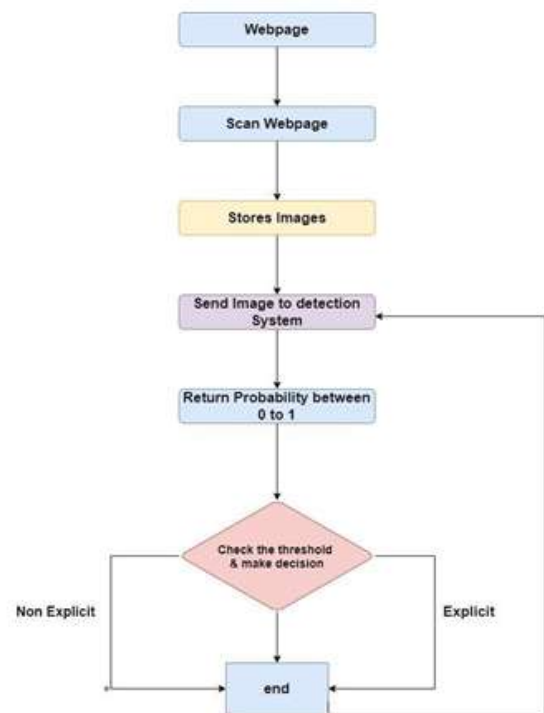 Webpage
Scan Webpage
Stores Images
Send Image to detection
System
Return Probability between
0 to 1
Check the threshold
& make decision
Non Explicit
Explicit
end